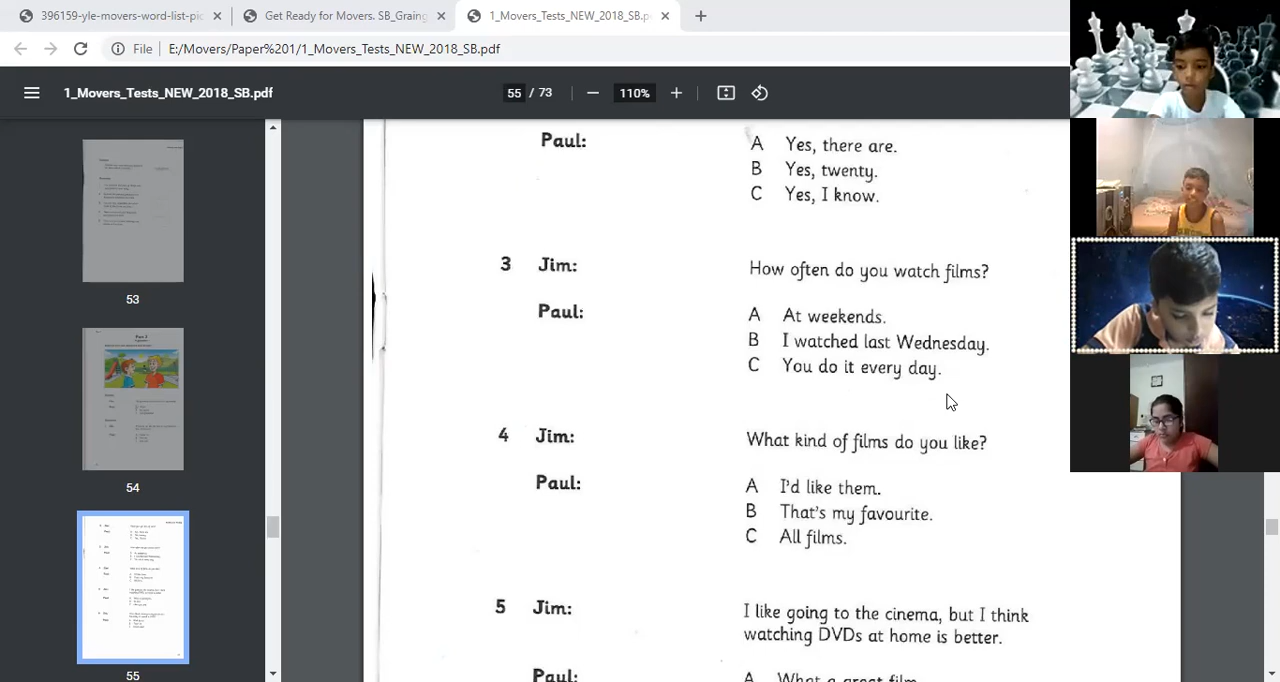 396159-yle-movers-word-list-pic
Get Ready for Movers. SB_Graing
1_Movers_Tests_NEW_2018_SB.pdf
File E:/Movers/Paper%201/1_Movers_Tests_NEW_2018_SB.pdf
1_Movers_Tests_NEW_2018_SB.pdf
55 / 73
110%
53
54
55
Paul: A Yes, there are.
B Yes, twenty.
C Yes, I know.
3 Jim: How often do you watch films?
Paul: A At weekends.
B I watched last Wednesday.
C You do it every day.
4 Jim: What kind of films do you like?
Paul: A I'd like them.
B That's my favourite.
C All films.
5 Jim: I like going to the cinema, but I think
watching DVDs at home is better.
Paul: A What a great film